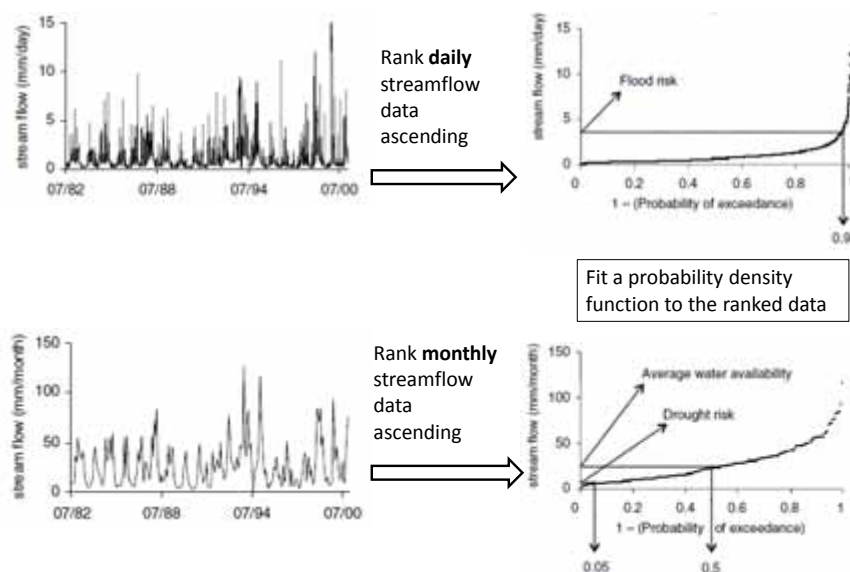 stream flow (mm/day)
15
10
5
0
07/82
07/88
07/94
07/00
Rank daily
streamflow
data
ascending
stream flow (mm/day)
15
10
5
0
Flood risk
0
0.2
0.4
0.6
0.8
1 – (Probability of exceedance)
0.9
Fit a probability density
function to the ranked data
stream flow (mm/month)
150
100
50
0
07/82
07/88
07/94
07/00
Rank monthly
streamflow
data
ascending
stream flow (mm/month)
150
100
50
0
Average water availability
Drought risk
0
0.2
0.4
0.6
0.8
1
1 – (Probability of exceedance)
0.05
0.5